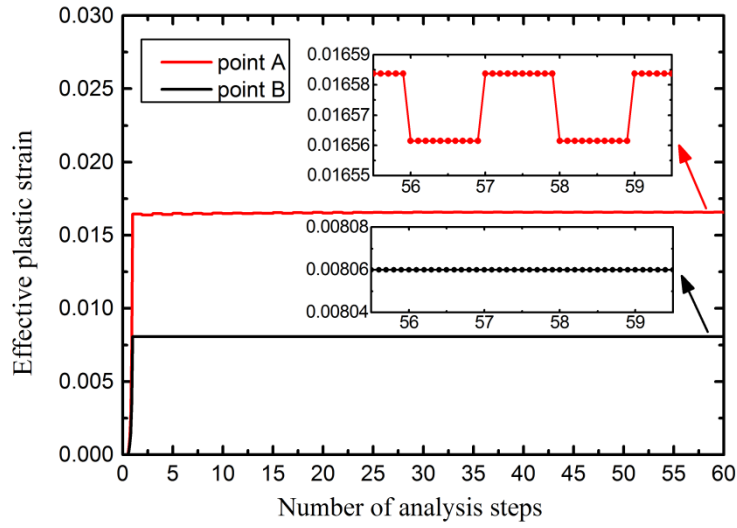 0.030
0.025
0.020
0.015
0.010
0.005
0.000
Effective plastic strain
point A
point B
0.01659
0.01658
0.01657
0.01656
0.01655
56 57 58 59
0.00808
0.00806
0.00804
56 57 58 59
0 5 10 15 20 25 30 35 40 45 50 55 60
Number of analysis steps